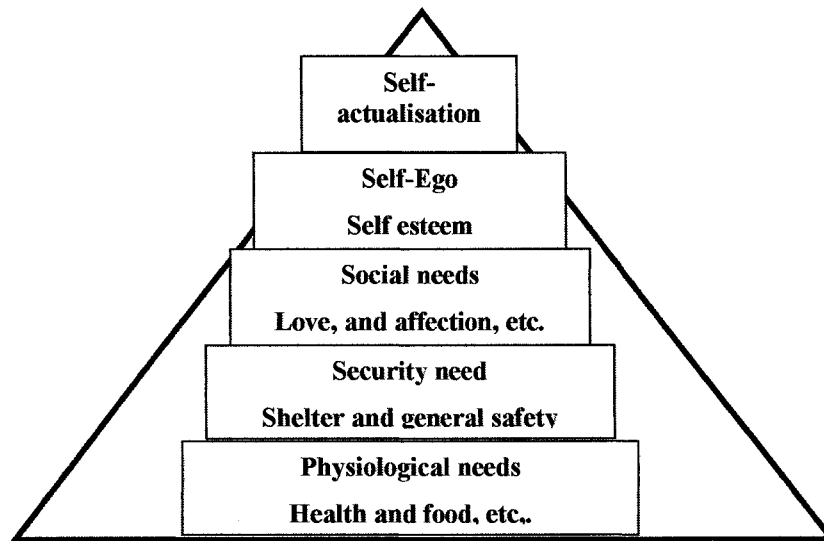 Self-
actualisation
Self-Ego
Self esteem
Social needs
Love, and affection, etc.
Security need
Shelter and general safety
Physiological needs
Health and food, etc,.